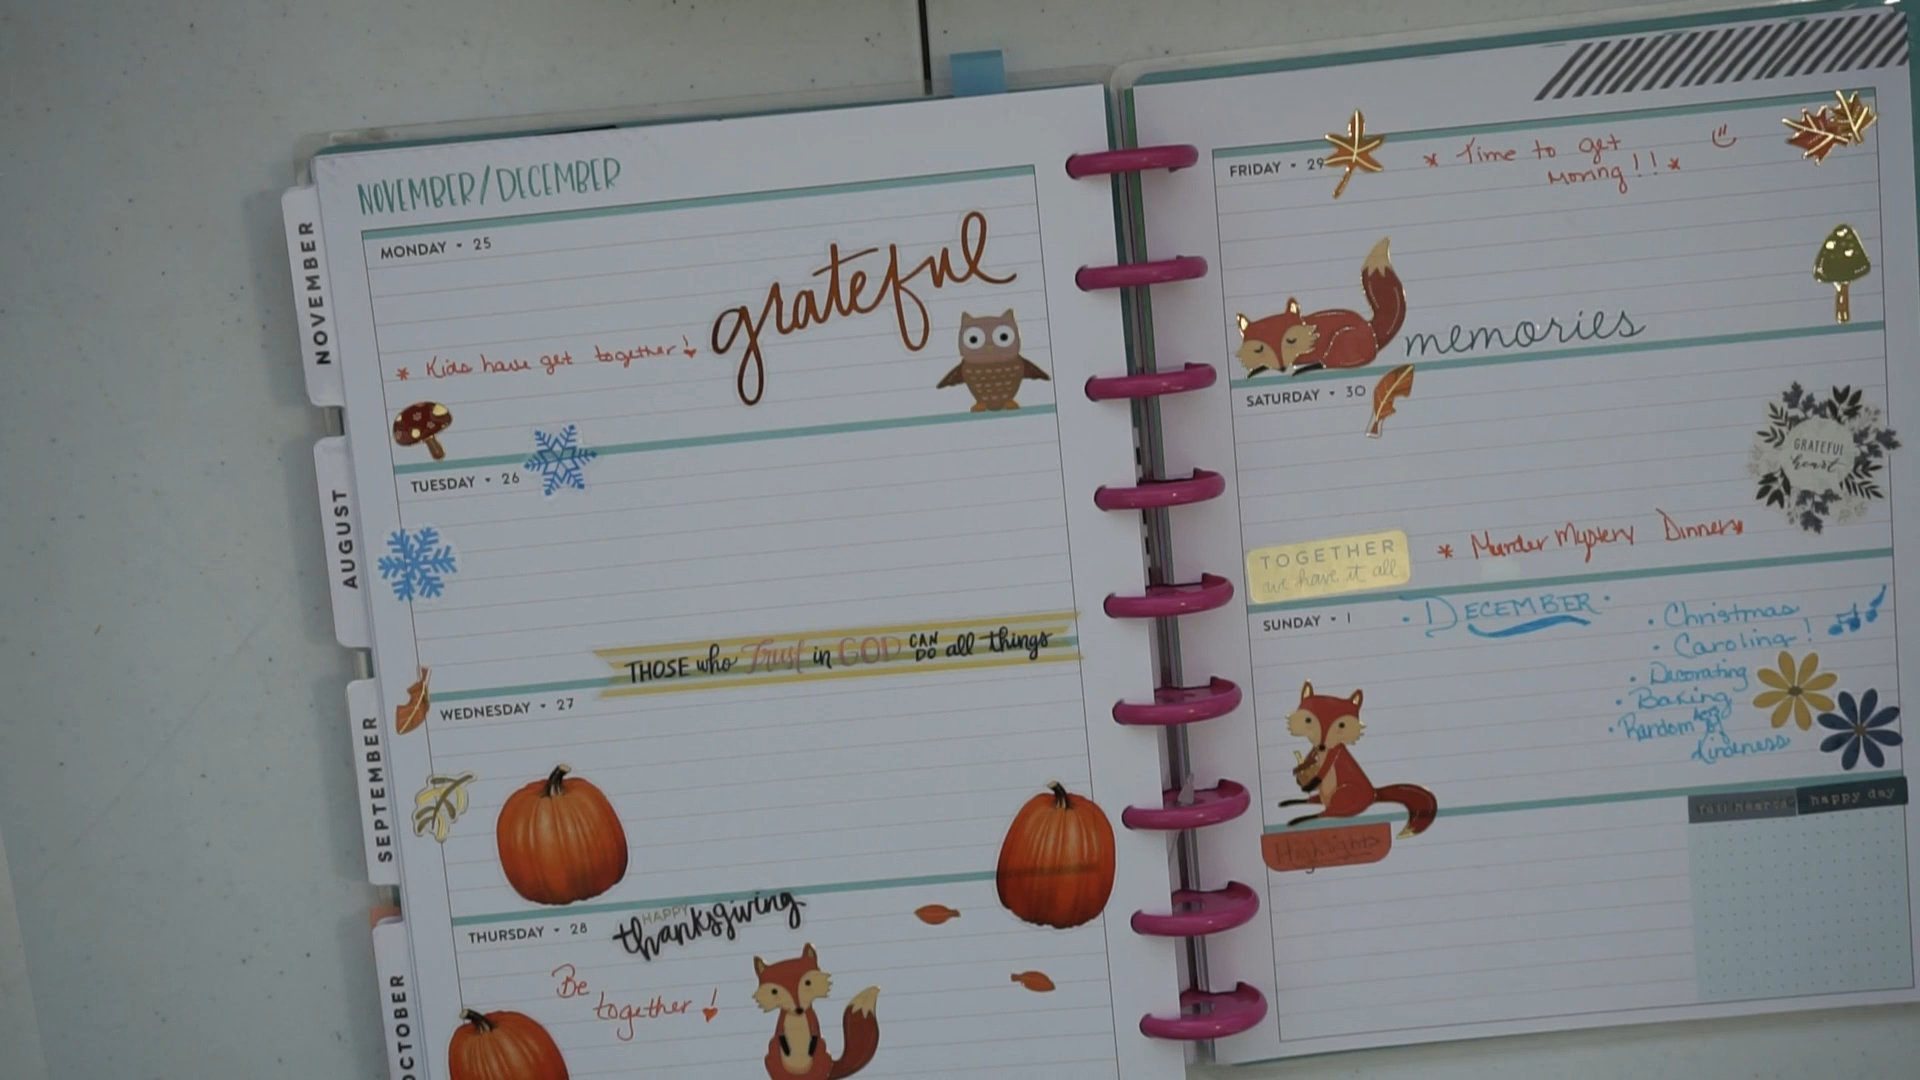 NOVEMBER/DECEMBER
MONDAY • 25
grateful
* Kids have get together!
TUESDAY • 26
THOSE who Trust in GOD CAN DO all things
WEDNESDAY • 27
THURSDAY • 28
HAPPY
thanksgiving
Be
together!
NOVEMBER
AUGUST
SEPTEMBER
OCTOBER
FRIDAY • 29
* Time to get
Moving!! *
memories
SATURDAY • 30
GRATEFUL
heart
TOGETHER
we have it all
* Murder Mystery Dinner *
SUNDAY • 1
• DECEMBER •
• Christmas
• Caroling!
• Decorating
• Baking
• Random acts of
kindness
Highlights
happy day